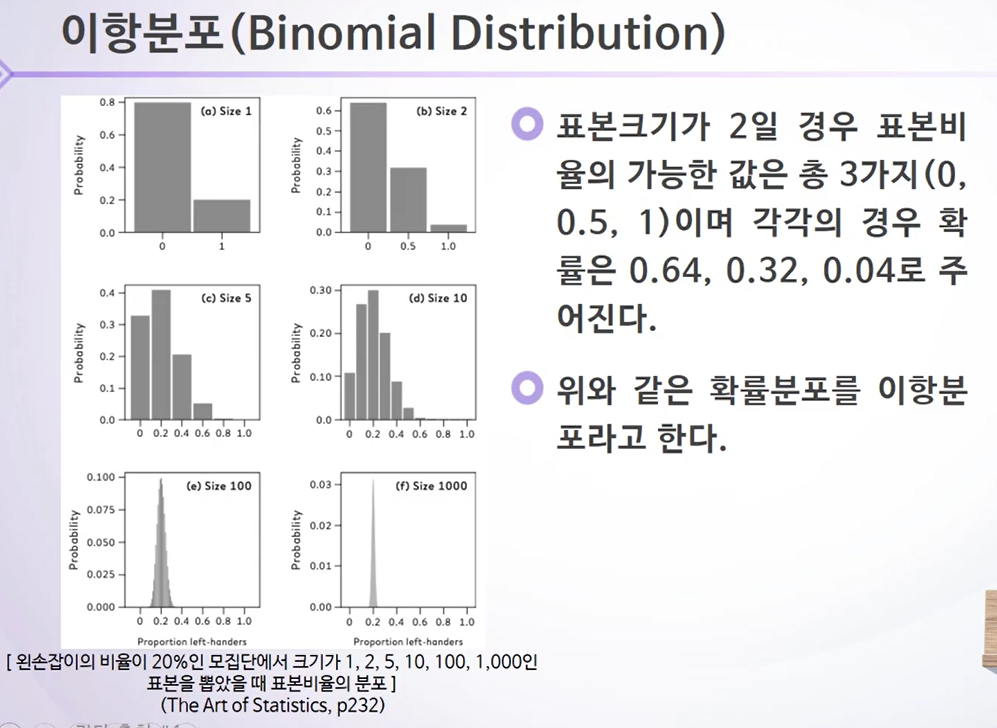 이항분포(Binomial Distribution)
(a) Size 1
Probability
0.8
0.6
0.4
0.2
0.0
0 1
(b) Size 2
Probability
0.6
0.5
0.4
0.3
0.2
0.1
0.0
0 0.5 1.0
(c) Size 5
Probability
0.4
0.3
0.2
0.1
0.0
0 0.2 0.4 0.6 0.8 1.0
(d) Size 10
Probability
0.30
0.20
0.10
0.0
0 0.2 0.4 0.6 0.8 1.0
(e) Size 100
Probability
0.100
0.075
0.050
0.025
0.000
0 0.2 0.4 0.6 0.8 1.0
Proportion left-handers
(f) Size 1000
Probability
0.03
0.02
0.01
0.00
0 0.2 0.4 0.6 0.8 1.0
Proportion left-handers
[ 왼손잡이의 비율이 20%인 모집단에서 크기가 1, 2, 5, 10, 100, 1,000인
표본을 뽑았을 때 표본비율의 분포 ]
(The Art of Statistics, p232)
표본크기가 2일 경우 표본비
율의 가능한 값은 총 3가지(0,
0.5, 1)이며 각각의 경우 확
률은 0.64, 0.32, 0.04로 주
어진다.
위와 같은 확률분포를 이항분
포라고 한다.